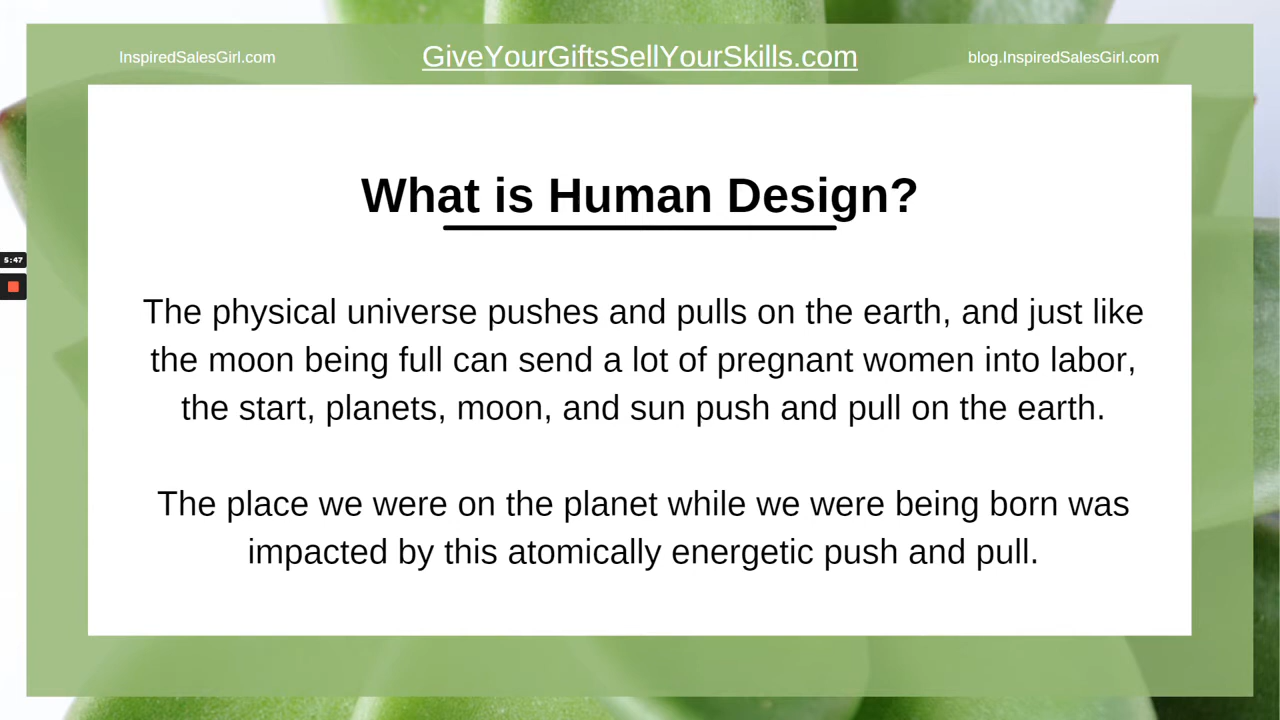 InspiredSalesGirl.com
GiveYourGiftsSellYourSkills.com
blog.InspiredSalesGirl.com
What is Human Design?
5:47
The physical universe pushes and pulls on the earth, and just like
the moon being full can send a lot of pregnant women into labor,
the start, planets, moon, and sun push and pull on the earth.
The place we were on the planet while we were being born was
impacted by this atomically energetic push and pull.